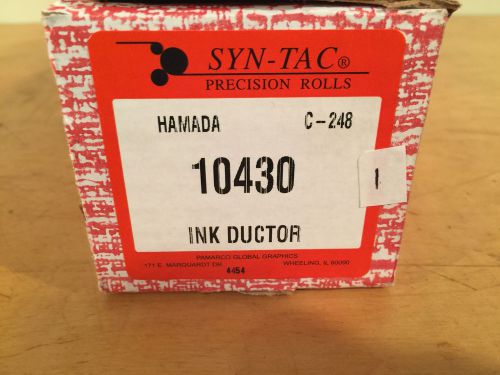 SYN-TAC®
PRECISION ROLLS
HAMADA C-248
10430
1
INK DUCTOR
PAMARCO GLOBAL GRAPHICS
171 E. MARQUARDT DR. WHEELING, IL 60090
4454